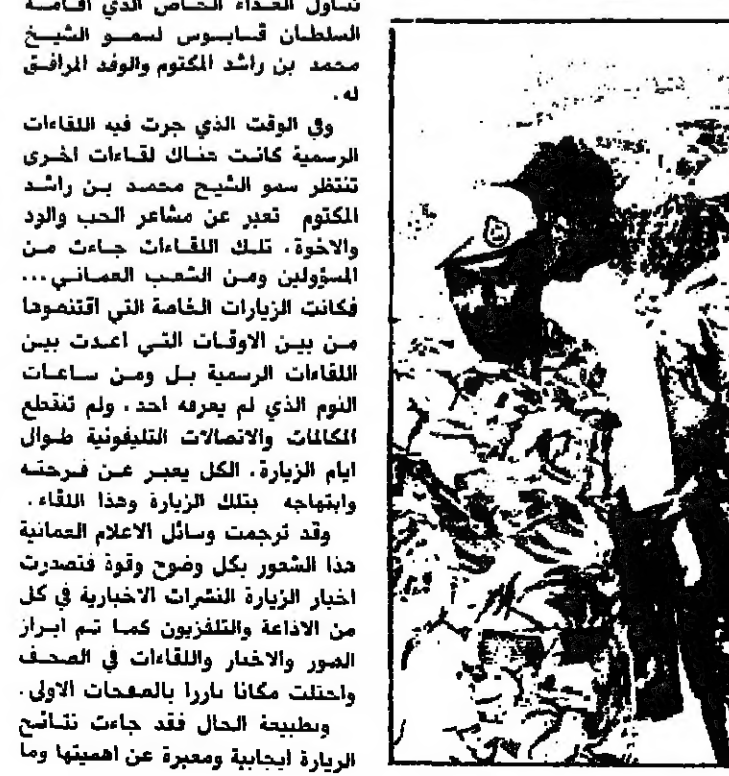 تناول الغداء الخاص الذي اقامه
السلطان قابوس لسمو الشيخ
محمد بن راشد المكتوم والوفد المرافق
له .
وفي الوقت الذي جرت فيه اللقاءات
الرسمية كانت هناك لقاءات اخرى
تنتظر سمو الشيخ محمد بن راشد
المكتوم تعبر عن مشاعر الحب والود
والاخوة . تلك اللقاءات جاءت من
المسؤولين ومن الشعب العماني ...
فكانت الزيارات الخاصة التي اقتنصوها
من بين الاوقات التي اعدت بين
اللقاءات الرسمية بل ومن ساعات
النوم الذي لم يعرفه احد . ولم تنقطع
المكالمات والاتصالات التليفونية طوال
ايام الزيارة . الكل يعبر عن فرحته
وابتهاجه بتلك الزيارة وهذا اللقاء .
وقد ترجمت وسائل الاعلام العمانية
هذا الشعور بكل وضوح وقوة فتصدرت
اخبار الزيارة النشرات الاخبارية في كل
من الاذاعة والتلفزيون كما تم ابراز
الصور والاخبار واللقاءات في الصحف
واحتلت مكانا بارزا بالصفحات الاولى .
وبطبيعة الحال فقد جاءت نتائج
الزيارة ايجابية ومعبرة عن اهميتها وما